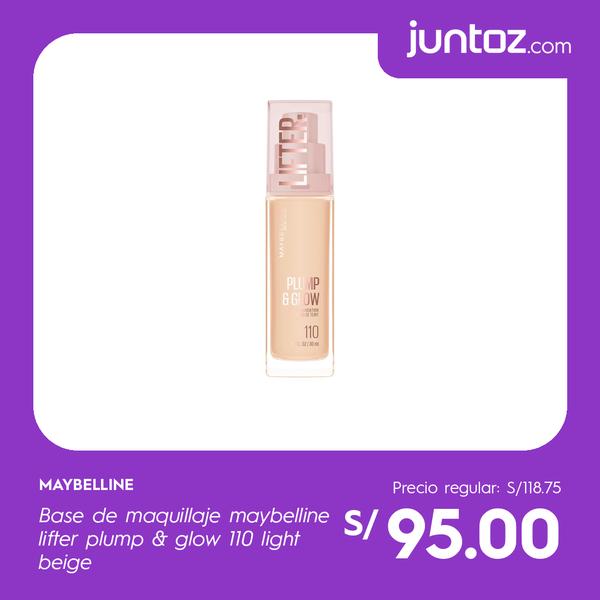 juntoz.com
LIFTER.
MAYBELLINE
PLUMP
& GLOW
110
MAYBELLINE
Base de maquillaje maybelline
lifter plump & glow 110 light
beige
Precio regular: S/118.75
S/ 95.00